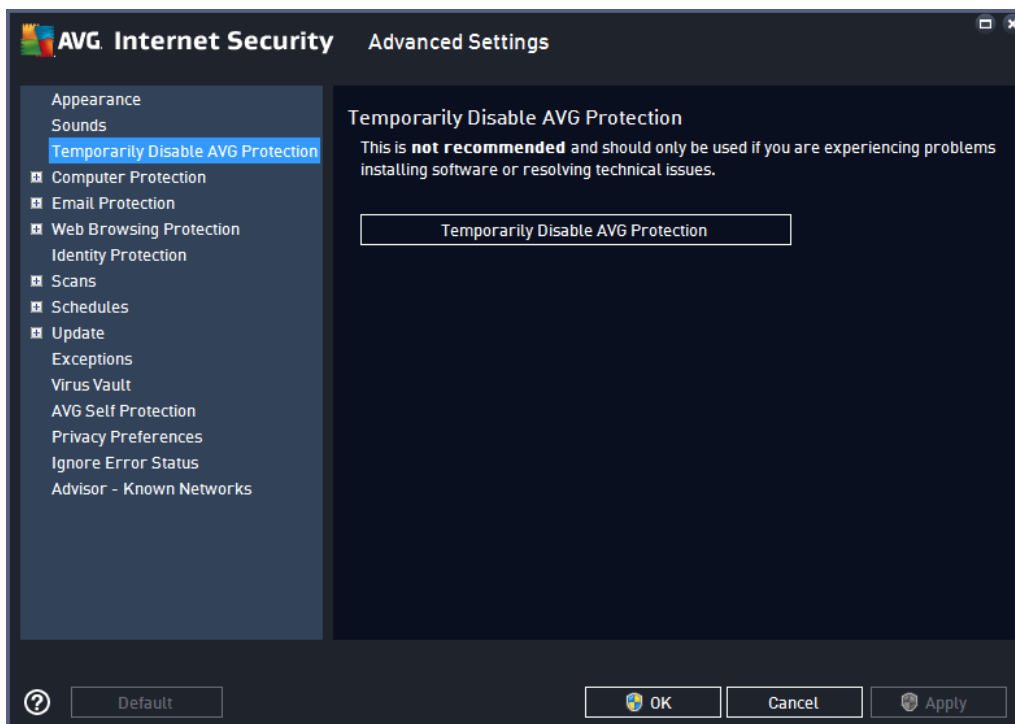 AVG Internet Security Advanced Settings
Appearance
Sounds
Temporarily Disable AVG Protection
Computer Protection
Email Protection
Web Browsing Protection
Identity Protection
Scans
Schedules
Update
Exceptions
Virus Vault
AVG Self Protection
Privacy Preferences
Ignore Error Status
Advisor - Known Networks
Temporarily Disable AVG Protection
This is not recommended and should only be used if you are experiencing problems
installing software or resolving technical issues.
Temporarily Disable AVG Protection
Default
OK
Cancel
Apply